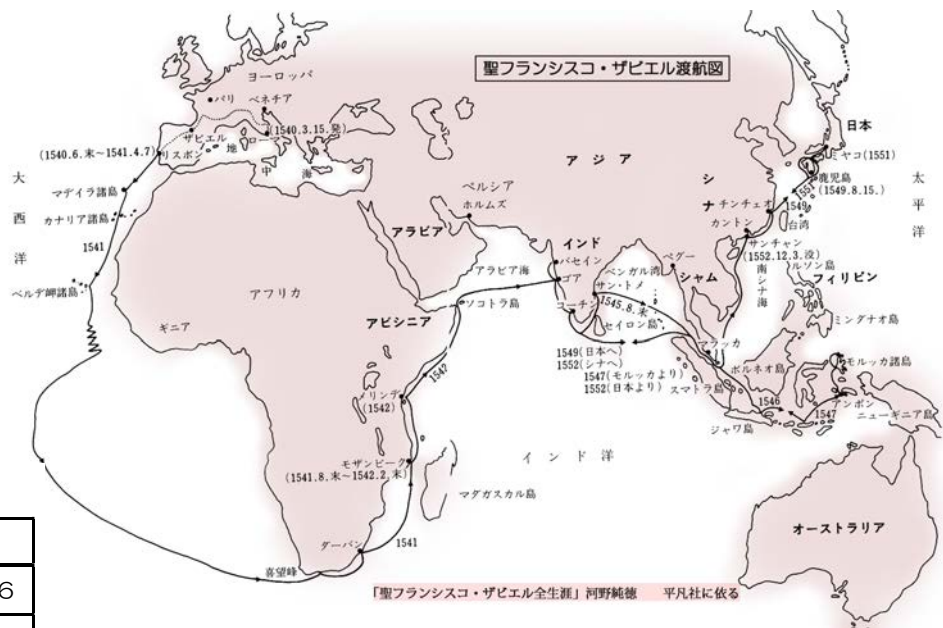 聖フランシスコ・ザビエル渡航図
ヨーロッパ
パリ
ベネチア
(1540.3.15.発)
ザビエル
ローマ
(1540.6.末~1541.4.7)
リスボン
地
中
海
大
西
洋
マデイラ諸島
カナリア諸島
1541
ベルデ岬諸島
アフリカ
ギニア
アビシニア
アラビア
ペルシア
ホルムズ
アラビア海
ソコトラ島
1542
メリンデ
(1542)
モザンビーク
(1541.8.末~1542.2.末)
マダガスカル島
ダーバン
1541
喜望峰
アジア
インド
バセイン
ゴア
コーチン
ベンガル湾
サン・トメ
1545.8.末
セイロン島
1549(日本へ)
1552(シナへ)
1547(モルッカより)
1552(日本より)
スマトラ島
ペグー
シャム
マラッカ
シ
ナ
チンチェオ
カントン
サンチャン
(1552.12.3.没)
南シナ海
日本
ミヤコ(1551)
鹿児島
(1549.8.15.)
1549
台湾
太
平
洋
ルソン島
フィリピン
ミンダナオ島
モルッカ諸島
ボルネオ島
1546
アンボン
1547
ニューギニア島
ジャワ島
インド洋
オーストラリア
「聖フランシスコ・ザビエル全生涯」河野純徳 平凡社に依る
6